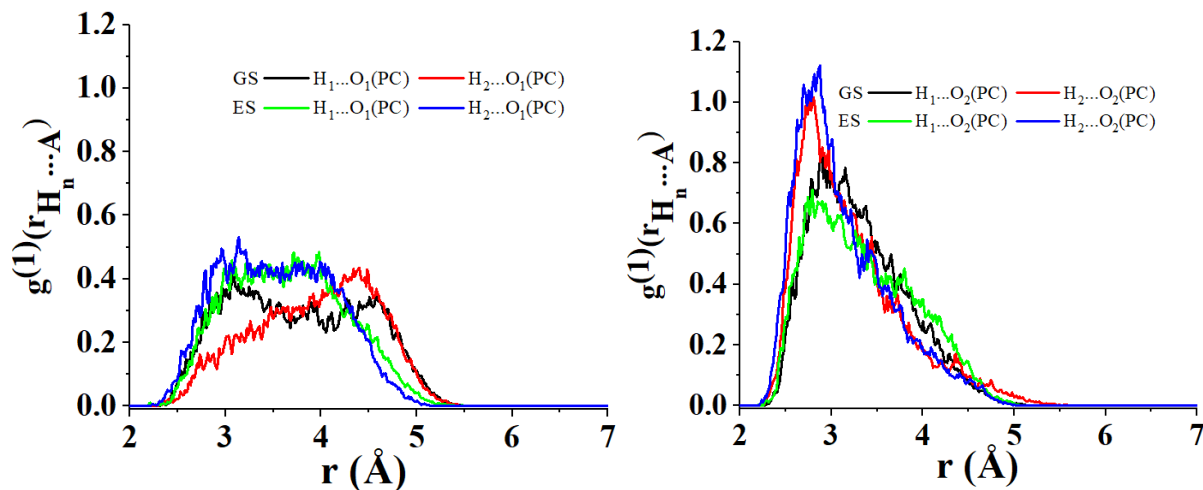 1.2
GS H₁...O₁(PC) H₂...O₁(PC)
ES H₁...O₁(PC) H₂...O₁(PC)
1.0
0.8
0.6
0.4
0.2
0.0
g⁽¹⁾(r_Hₙ...A)
2 3 4 5 6 7
r (Å)
1.2
GS H₁...O₂(PC) H₂...O₂(PC)
ES H₁...O₂(PC) H₂...O₂(PC)
1.0
0.8
0.6
0.4
0.2
0.0
g⁽¹⁾(r_Hₙ...A)
2 3 4 5 6 7
r (Å)